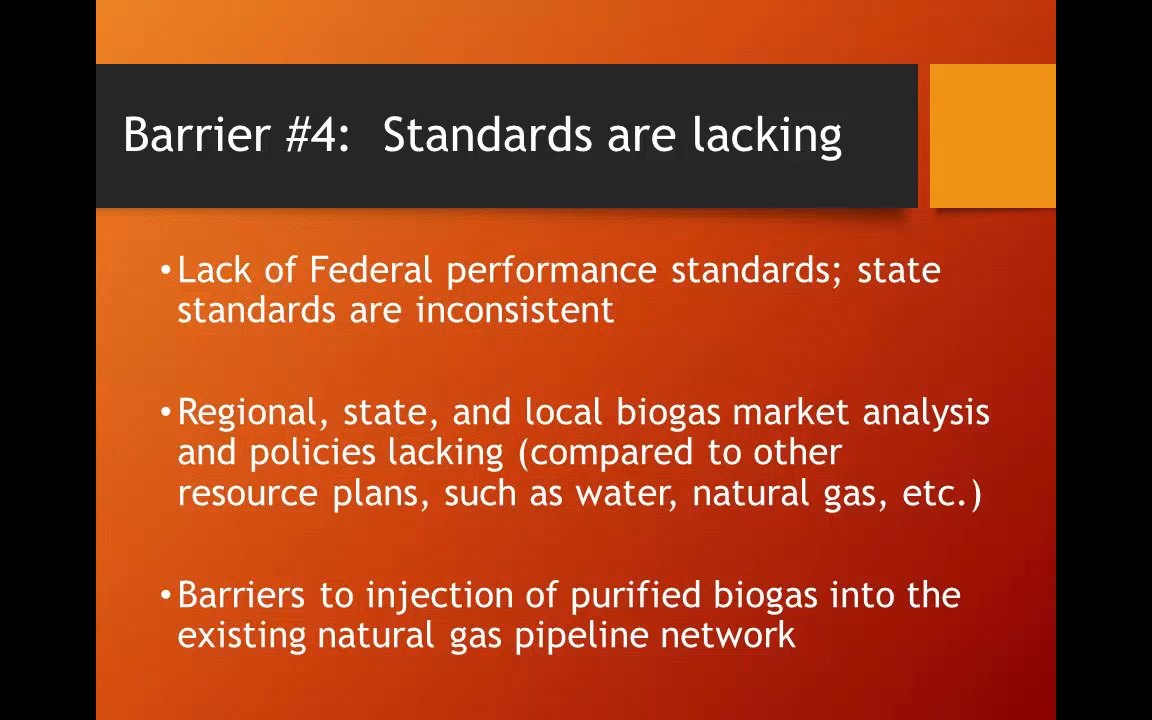 Barrier #4:  Standards are lacking
•Lack of Federal performance standards; state
standards are inconsistent
•Regional, state, and local biogas market analysis
and policies lacking (compared to other
resource plans, such as water, natural gas, etc.)
•Barriers to injection of purified biogas into the
existing natural gas pipeline network